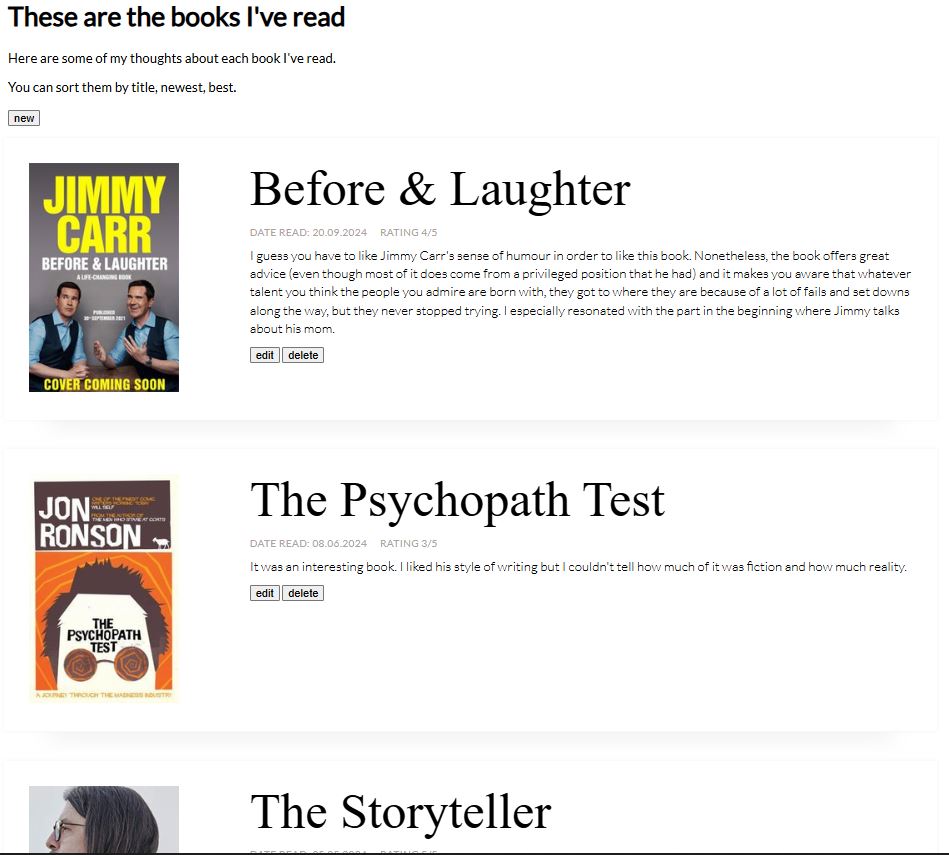 These are the books I've read
Here are some of my thoughts about each book I've read.
You can sort them by title, newest, best.
new
JIMMY
CARR
BEFORE & LAUGHTER
A LIFE-CHANGING BOOK
PUBLISHED
30TH SEPTEMBER 2021
COVER COMING SOON
Before & Laughter
DATE READ: 20.09.2024 RATING 4/5
I guess you have to like Jimmy Carr's sense of humour in order to like this book. Nonetheless, the book offers great
advice (even though most of it does come from a privileged position that he had) and it makes you aware that whatever
talent you think the people you admire are born with, they got to where they are because of a lot of fails and set downs
along the way, but they never stopped trying. I especially resonated with the part in the beginning where Jimmy talks
about his mom.
edit delete
JON
RONSON
ONE OF THE FINEST COMIC
WRITERS WORKING TODAY
WILL SELF
FROM THE AUTHOR OF
THE MEN WHO STARE AT GOATS
THE
PSYCHOPATH
TEST
A JOURNEY THROUGH THE MADNESS INDUSTRY
The Psychopath Test
DATE READ: 08.06.2024 RATING 3/5
It was an interesting book. I liked his style of writing but I couldn't tell how much of it was fiction and how much reality.
edit delete
The Storyteller